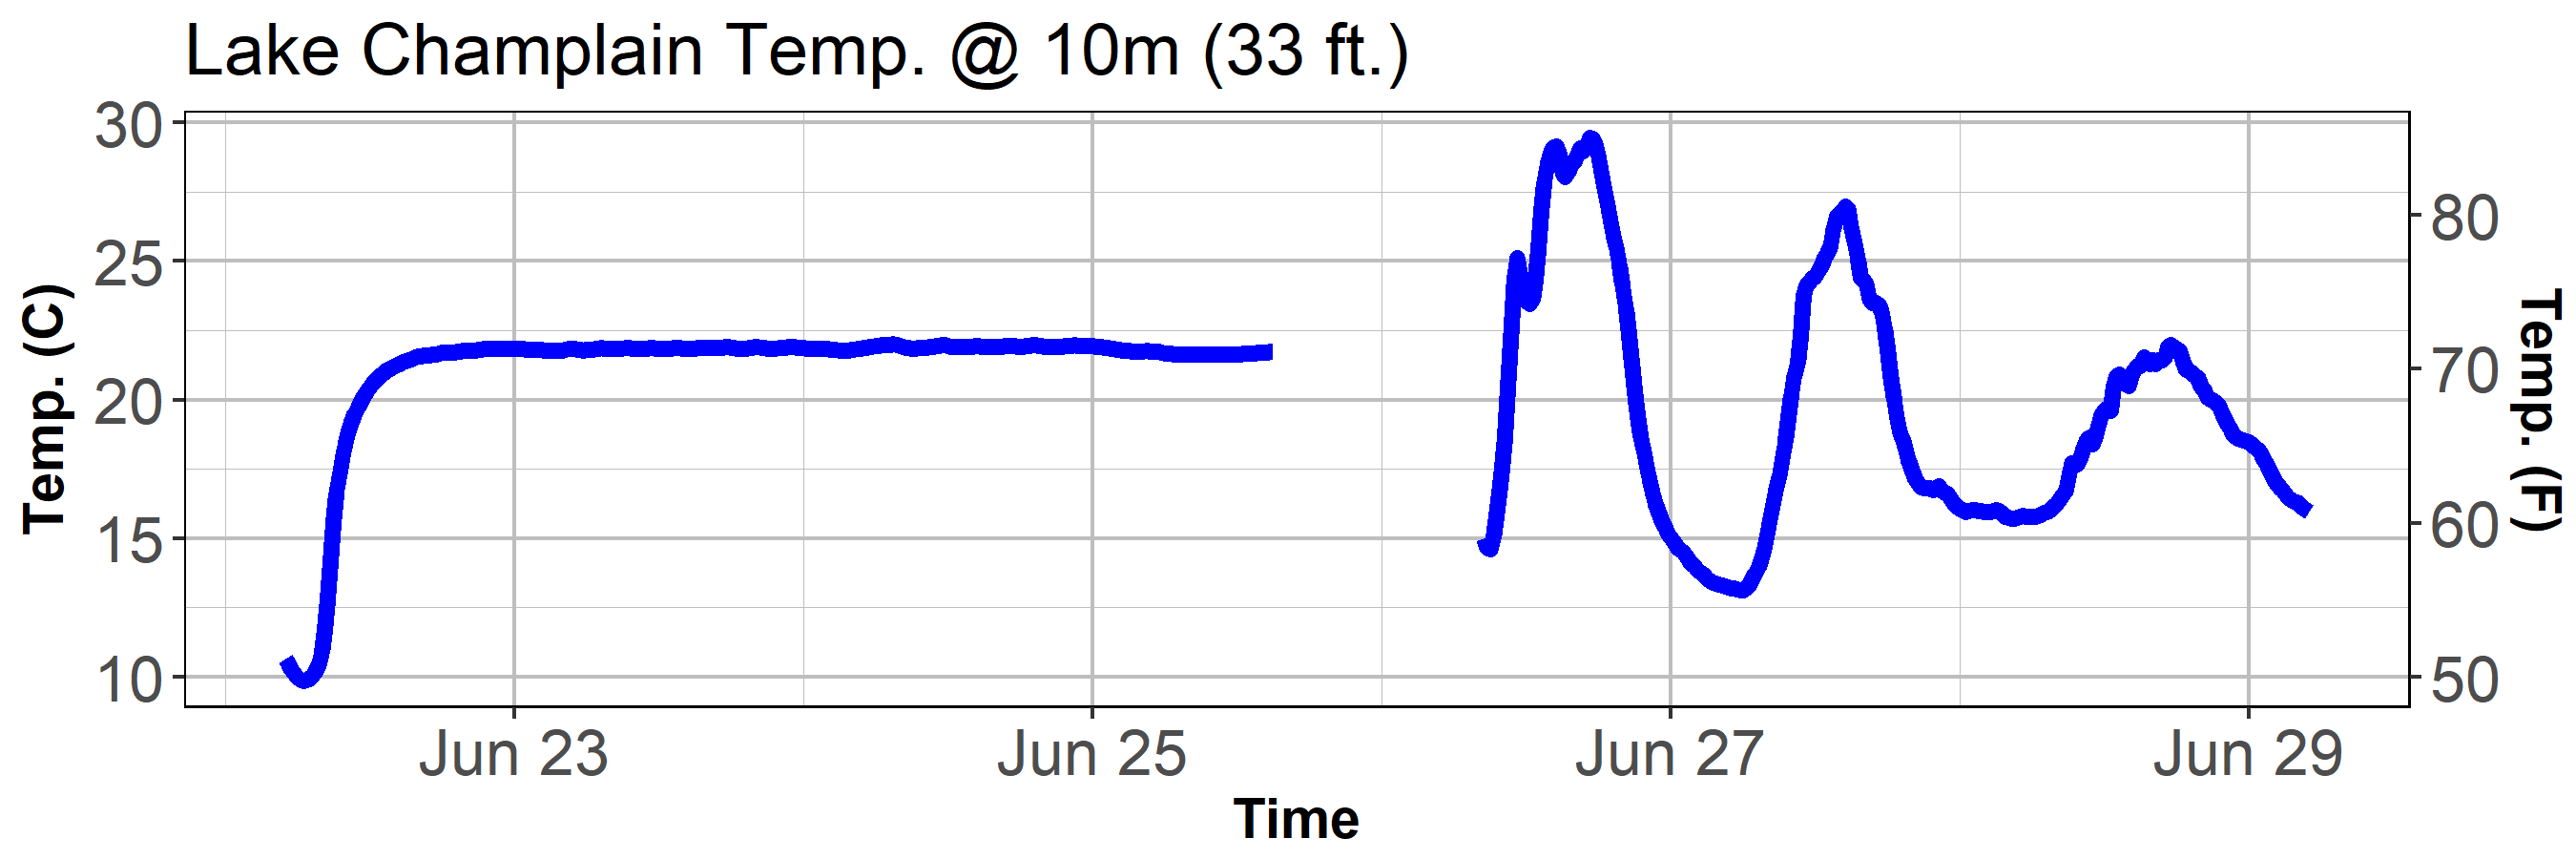 Lake Champlain Temp. @ 10m (33 ft.)
30
25
20
15
10
Temp. (C)
80
70
60
50
Temp. (F)
Jun 23
Jun 25
Jun 27
Jun 29
Time